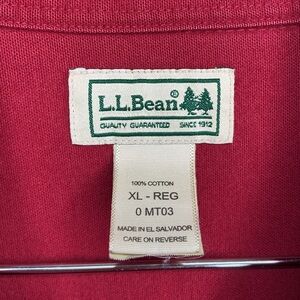 L.L.Bean®
QUALITY GUARANTEED SINCE 1912
100% COTTON
XL - REG
0 MT03
MADE IN EL SALVADOR
CARE ON REVERSE